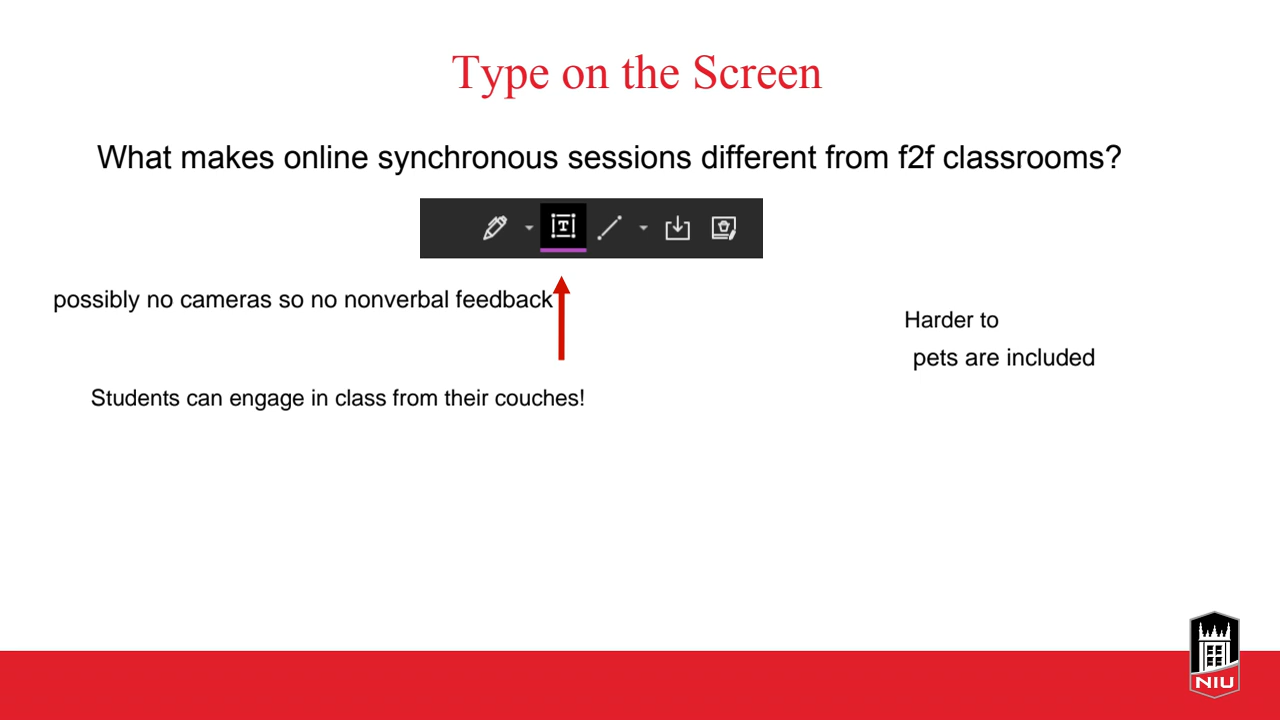 Type on the Screen
What makes online synchronous sessions different from f2f classrooms?
T
possibly no cameras so no nonverbal feedback
Harder to
pets are included
Students can engage in class from their couches!
NIU